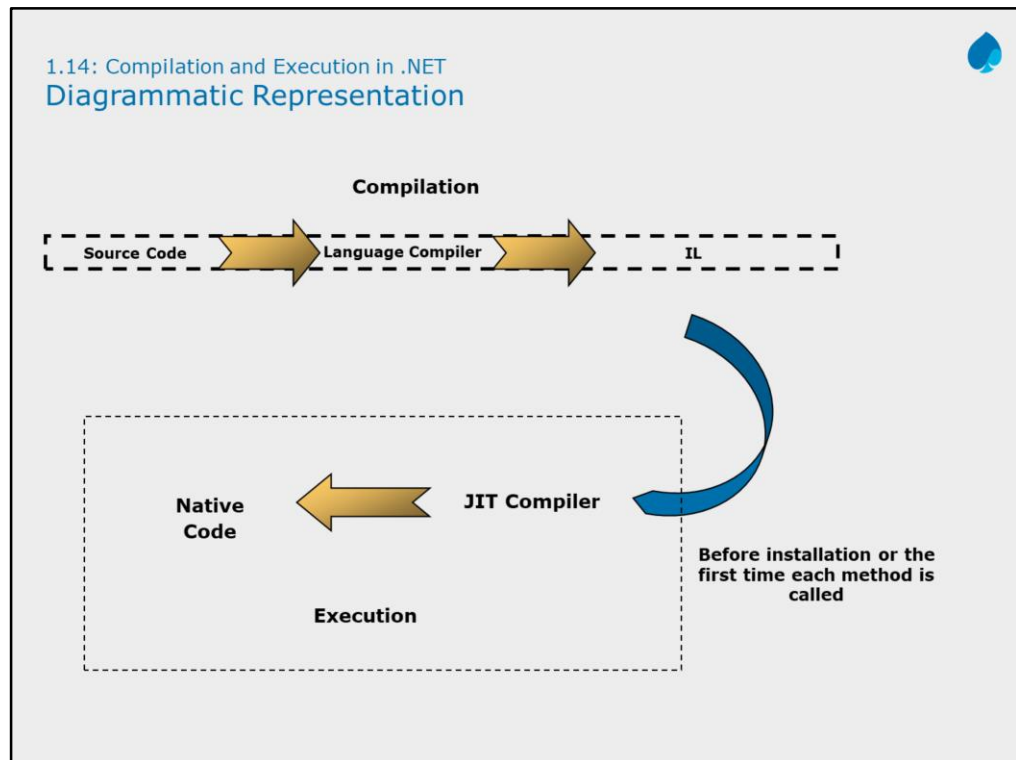 1.14: Compilation and Execution in .NET
Diagrammatic Representation
Compilation
Source Code
Language Compiler
IL
Native
Code
JIT Compiler
Before installation or the
first time each method is
called
Execution